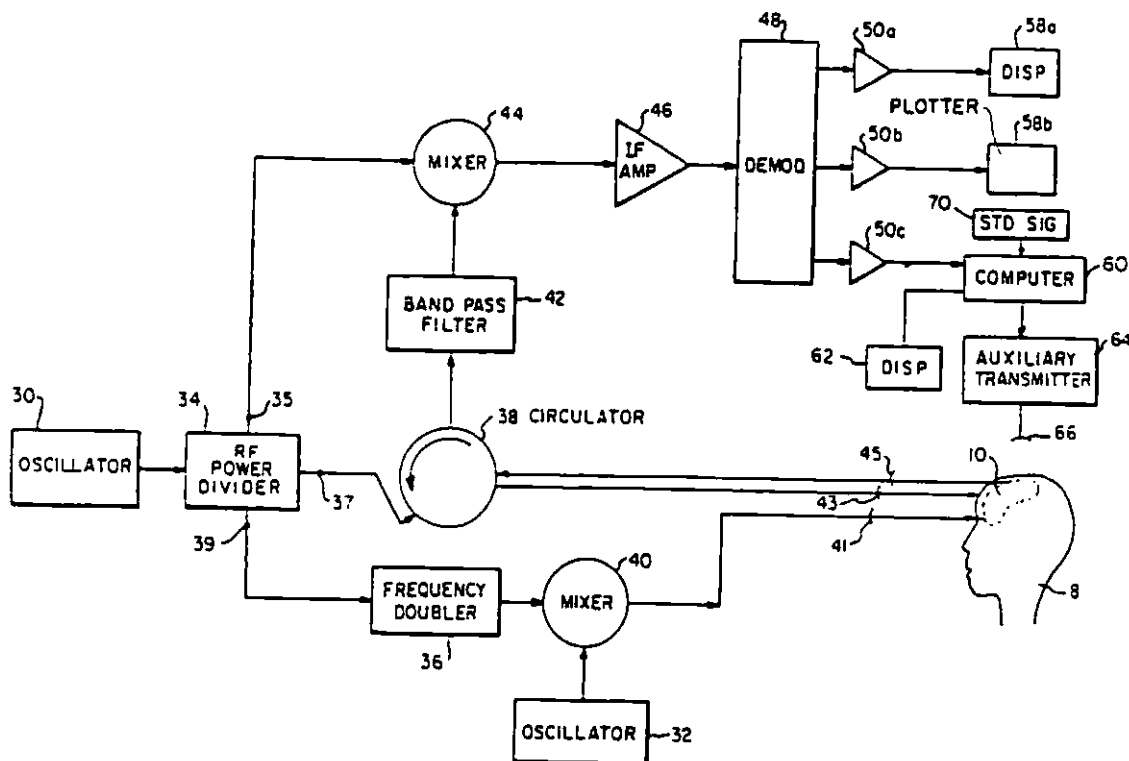 48
50a
58a
DISP
PLOTTER
44
MIXER
46
IF
AMP
DEMOD
50b
58b
70
STD SIG
50c
COMPUTER
60
BAND PASS
FILTER
42
62
DISP
AUXILIARY
TRANSMITTER
64
66
30
OSCILLATOR
34
35
RF
POWER
DIVIDER
37
38 CIRCULATOR
45
43
41
10
8
39
FREQUENCY
DOUBLER
36
40
MIXER
OSCILLATOR
32